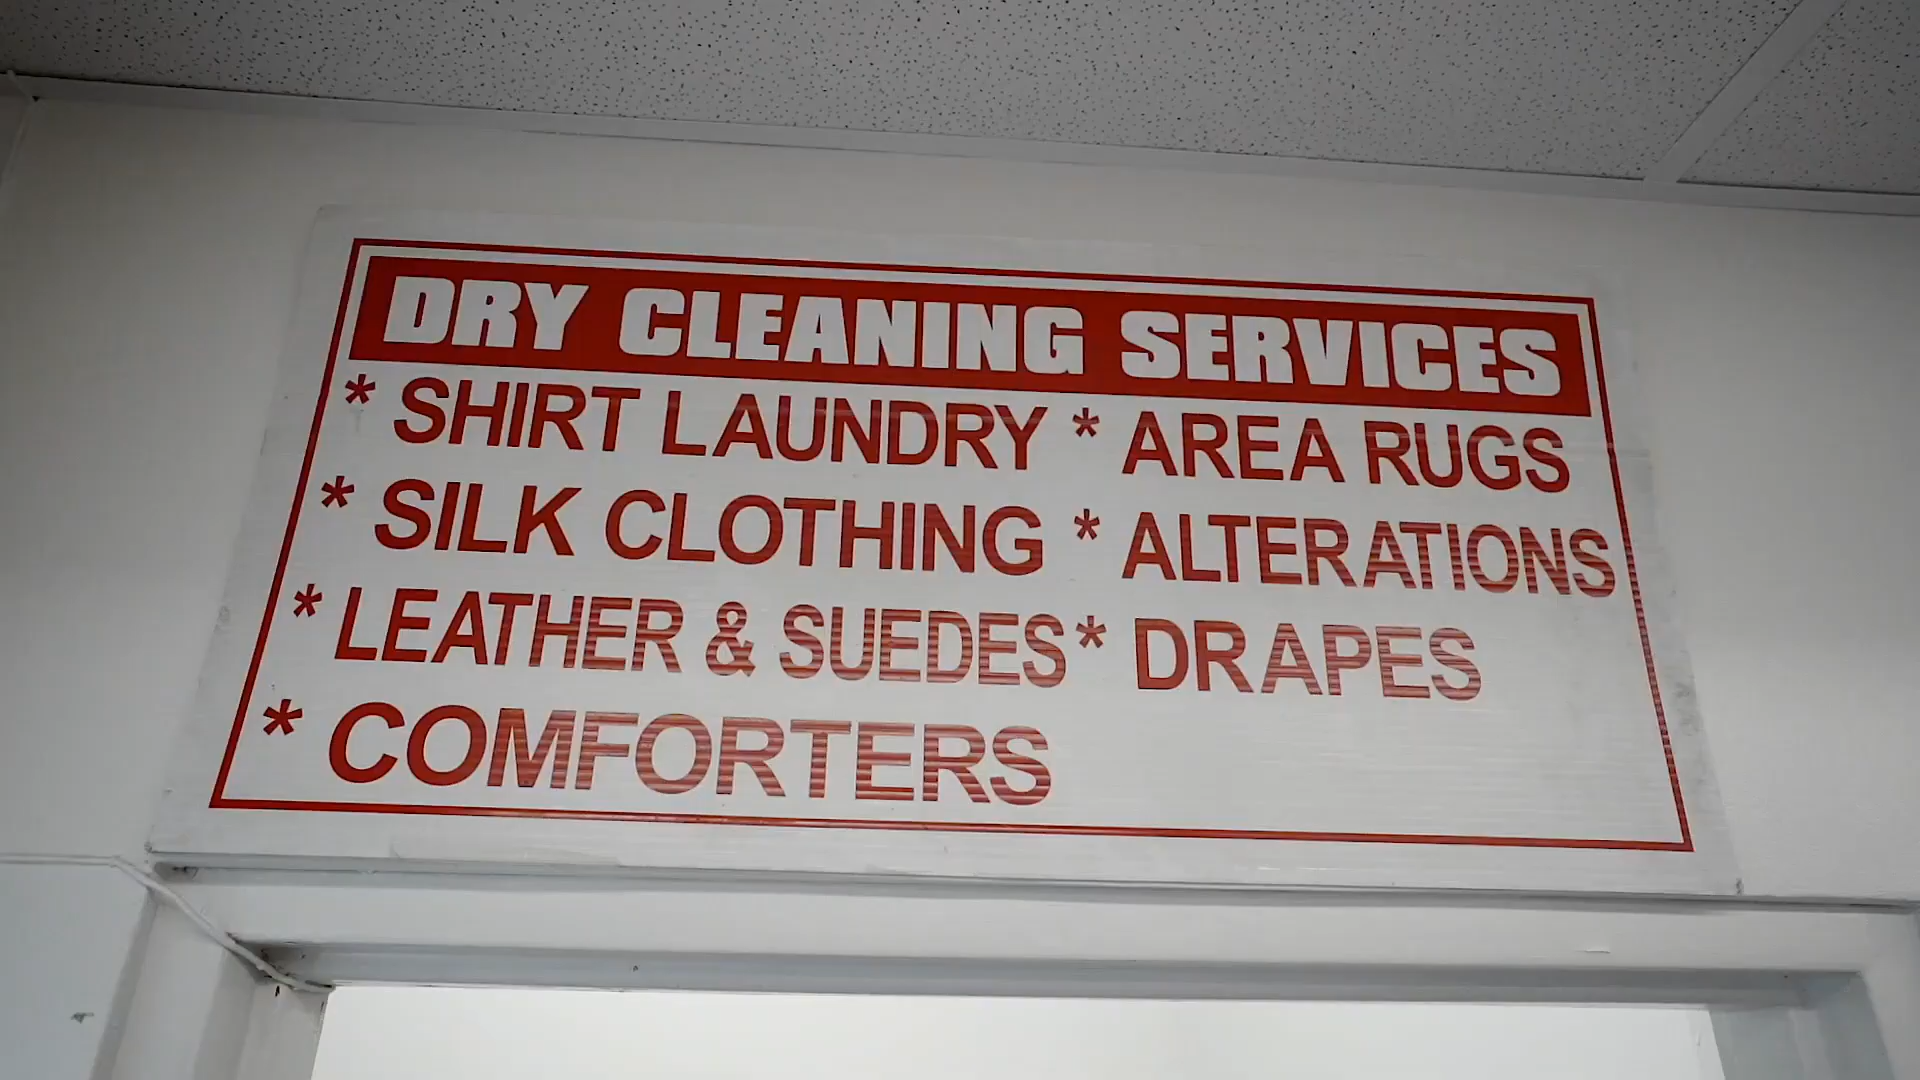 DRY CLEANING SERVICES
* SHIRT LAUNDRY * AREA RUGS
* SILK CLOTHING * ALTERATIONS
* LEATHER & SUEDES * DRAPES
* COMFORTERS